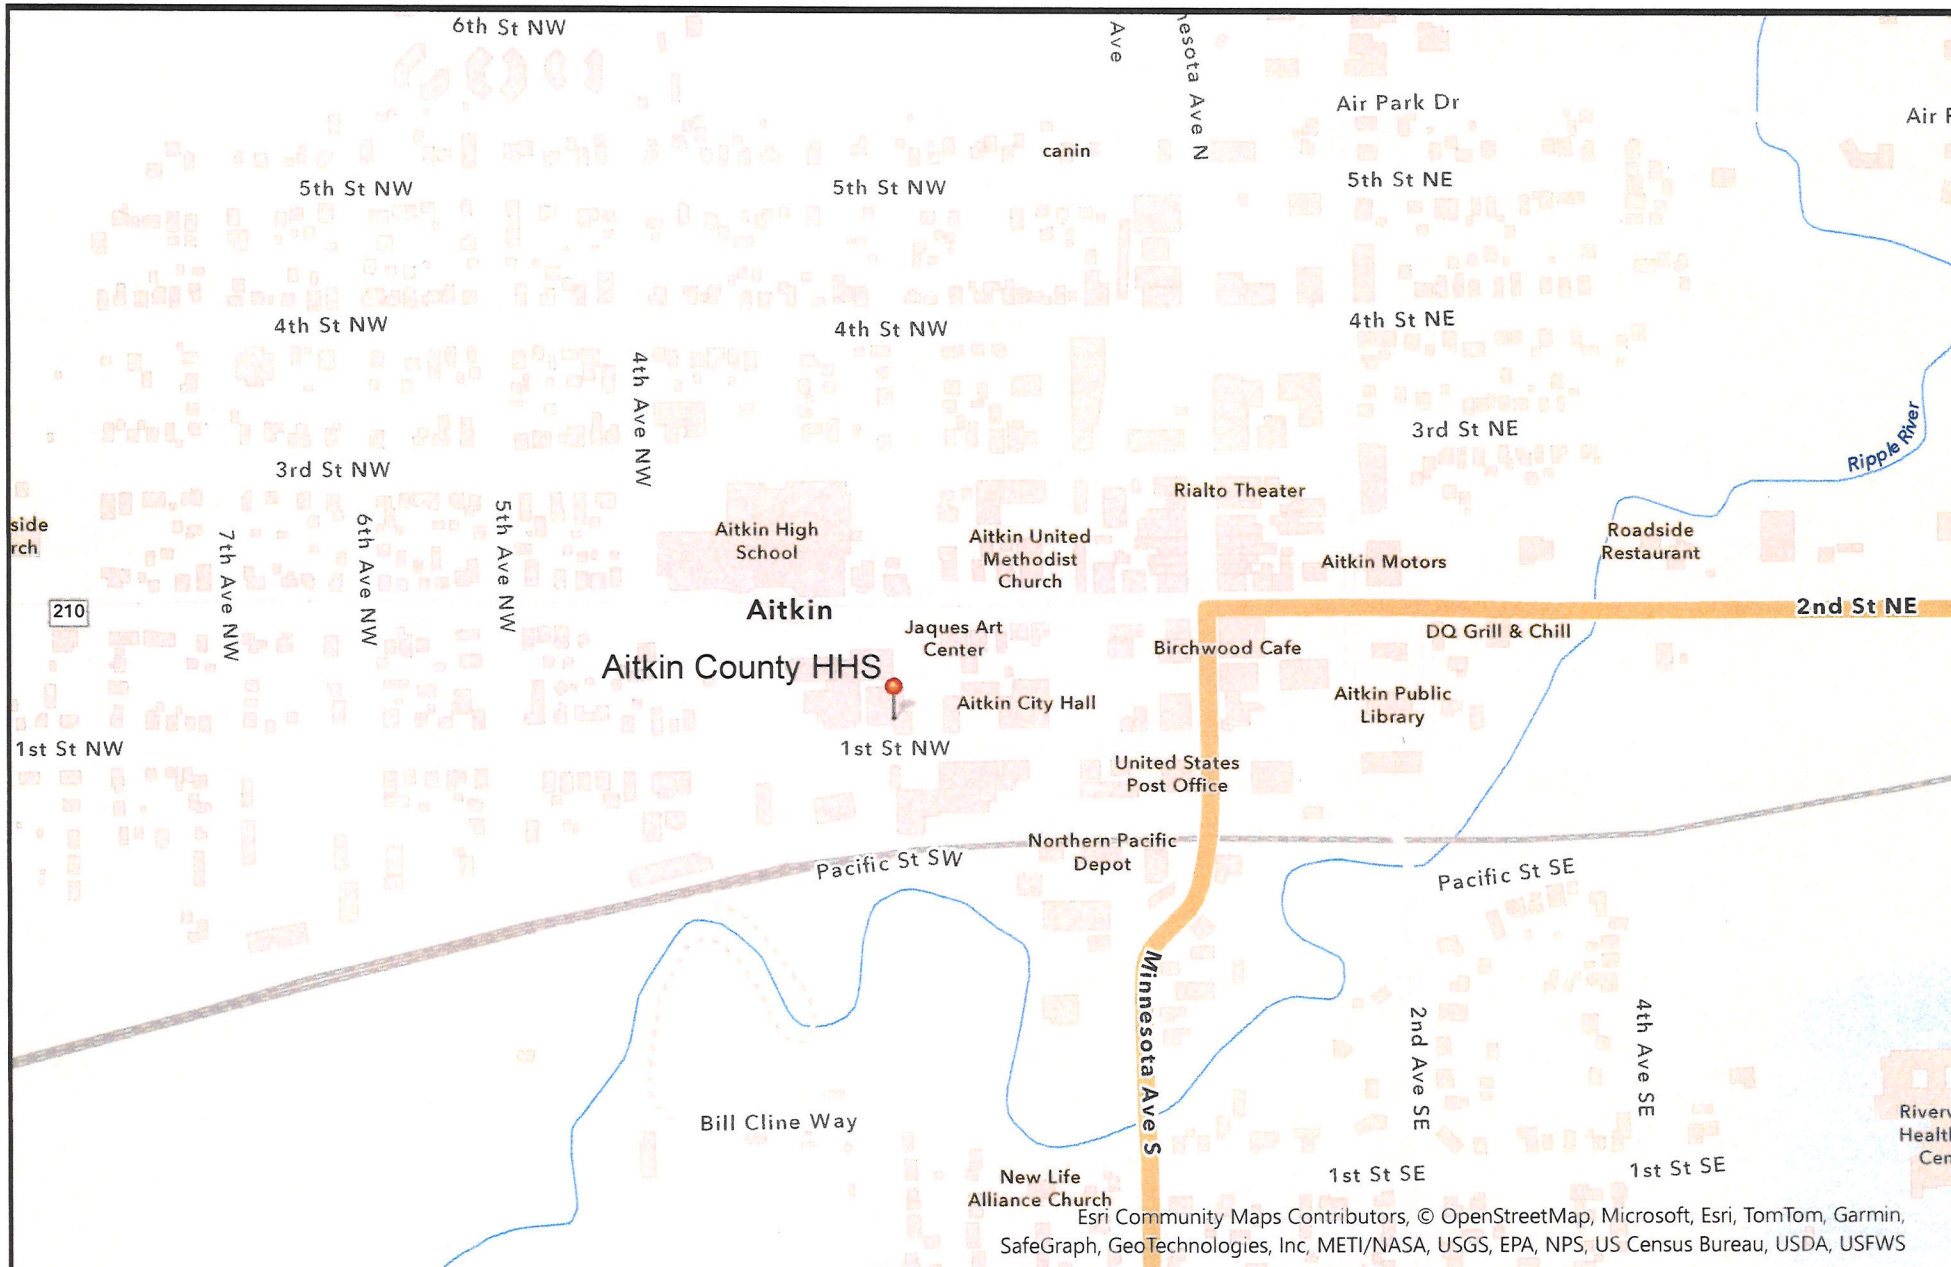 6th St NW
Ave
nesota Ave N
Air Park Dr
Air
canin
5th St NW
5th St NW
5th St NE
4th St NW
4th St NW
4th St NE
4th Ave NW
3rd St NE
Ripple River
3rd St NW
Rialto Theater
side
rch
7th Ave NW
6th Ave NW
5th Ave NW
Aitkin High
School
Aitkin United
Methodist
Church
Aitkin Motors
Roadside
Restaurant
210
Aitkin
2nd St NE
Jaques Art
Center
DQ Grill & Chill
Birchwood Cafe
Aitkin County HHS
Aitkin City Hall
Aitkin Public
Library
1st St NW
1st St NW
United States
Post Office
Northern Pacific
Depot
Pacific St SW
Pacific St SE
Minnesota Ave S
2nd Ave SE
4th Ave SE
Bill Cline Way
River
Healt
Cen
New Life
Alliance Church
1st St SE
1st St SE
Esri Community Maps Contributors, © OpenStreetMap, Microsoft, Esri, TomTom, Garmin,
SafeGraph, GeoTechnologies, Inc, METI/NASA, USGS, EPA, NPS, US Census Bureau, USDA, USFWS